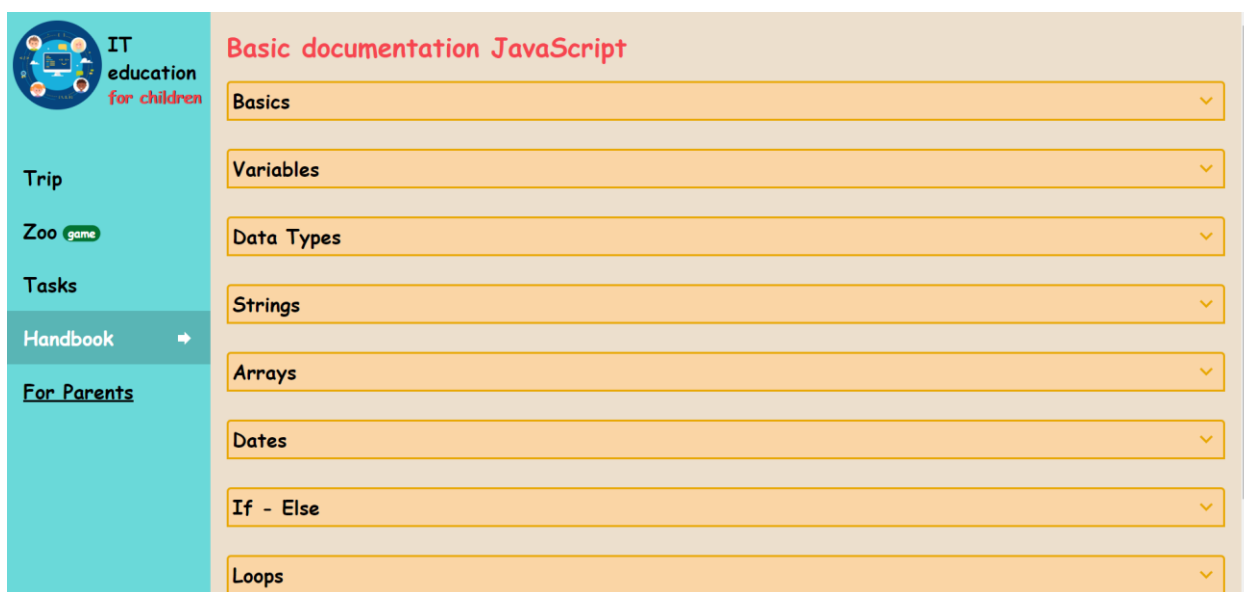 IT
education
for children
Trip
Zoo game
Tasks
Handbook
For Parents
Basic documentation JavaScript
Basics
Variables
Data Types
Strings
Arrays
Dates
If - Else
Loops